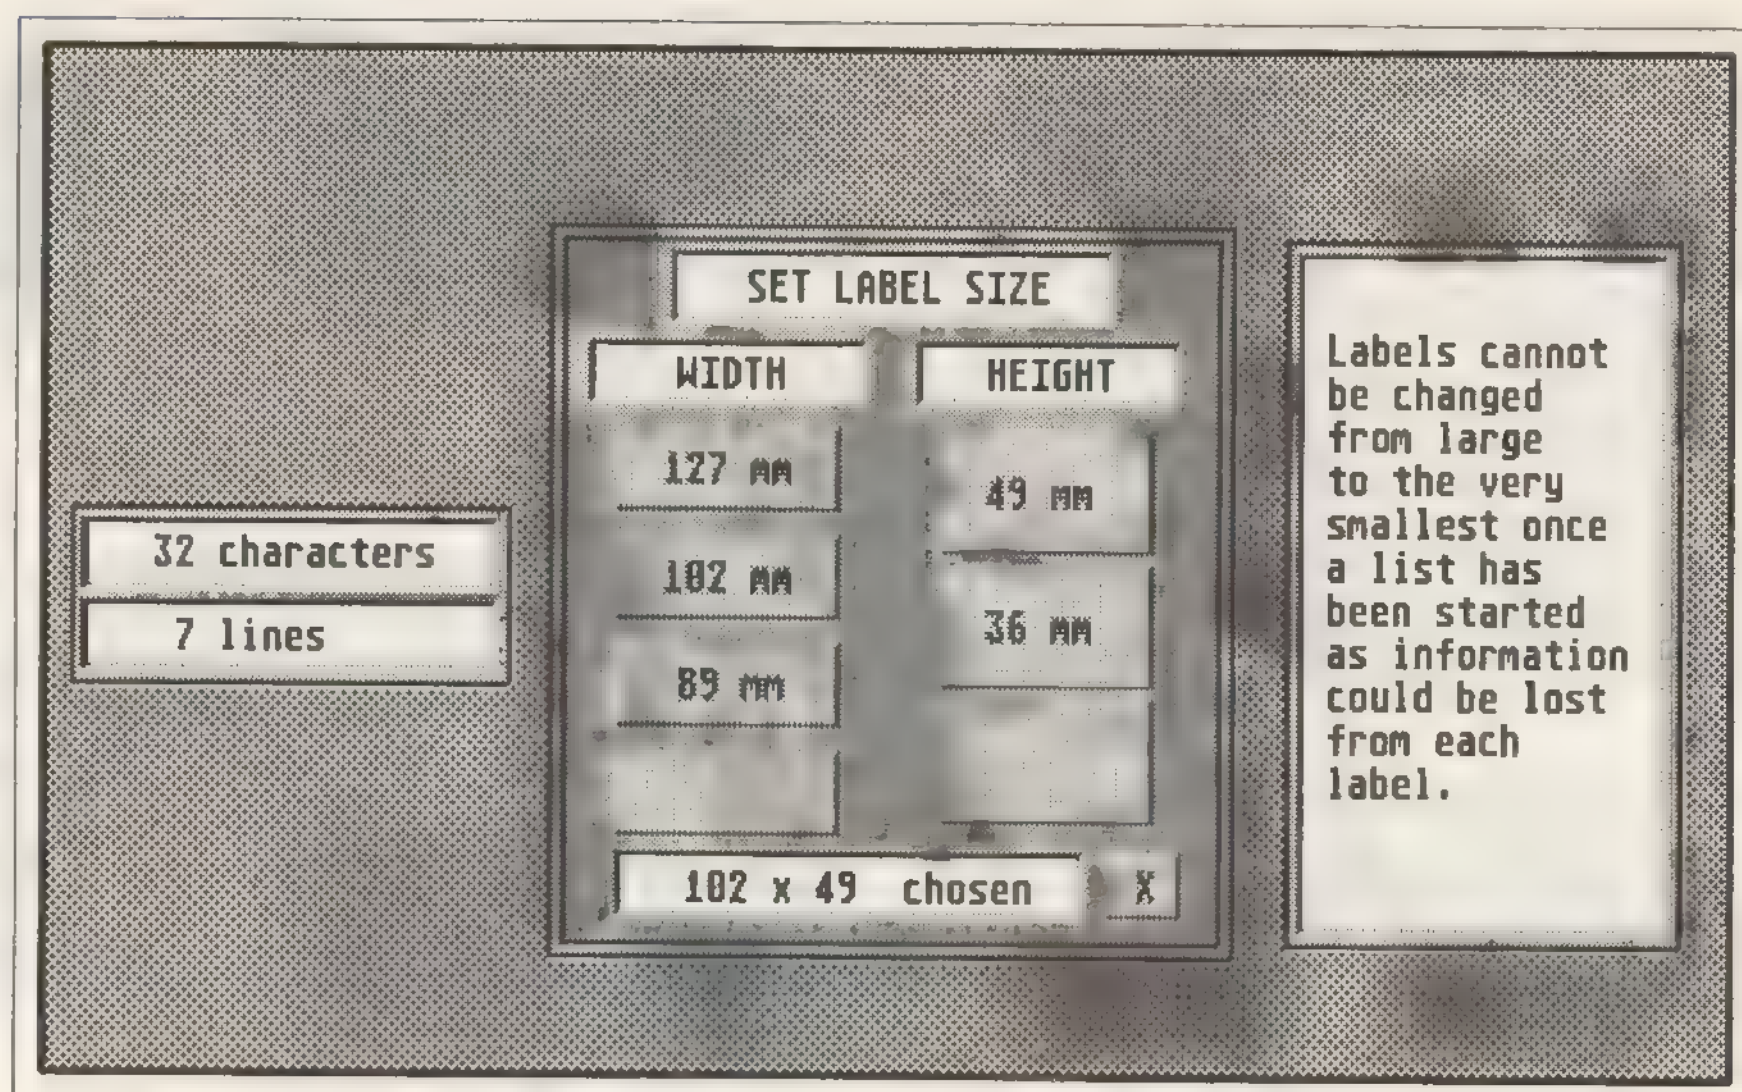 32 characters
7 lines
SET LABEL SIZE
WIDTH
HEIGHT
127 mm
102 mm
89 mm
49 mm
36 mm
102 x 49 chosen
X
Labels cannot
be changed
from large
to the very
smallest once
a list has
been started
as information
could be lost
from each
label.